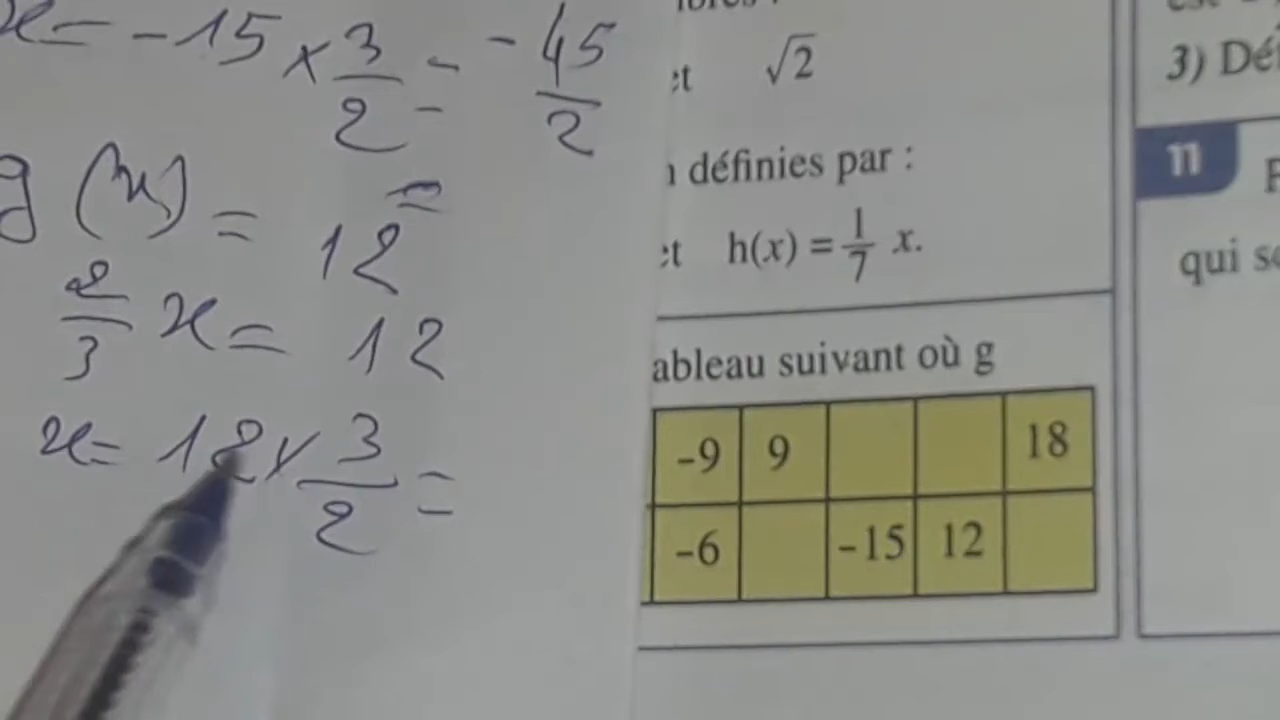 x = -15 × 3/2 = -45/2
g(x) = 12
2/3 x = 12
x = 12 × 3/2 =
et √2
définies par :
et h(x) = 1/7 x.
ableau suivant où g
-9 9 18
-6 -15 12
3) Dé
11
qui so